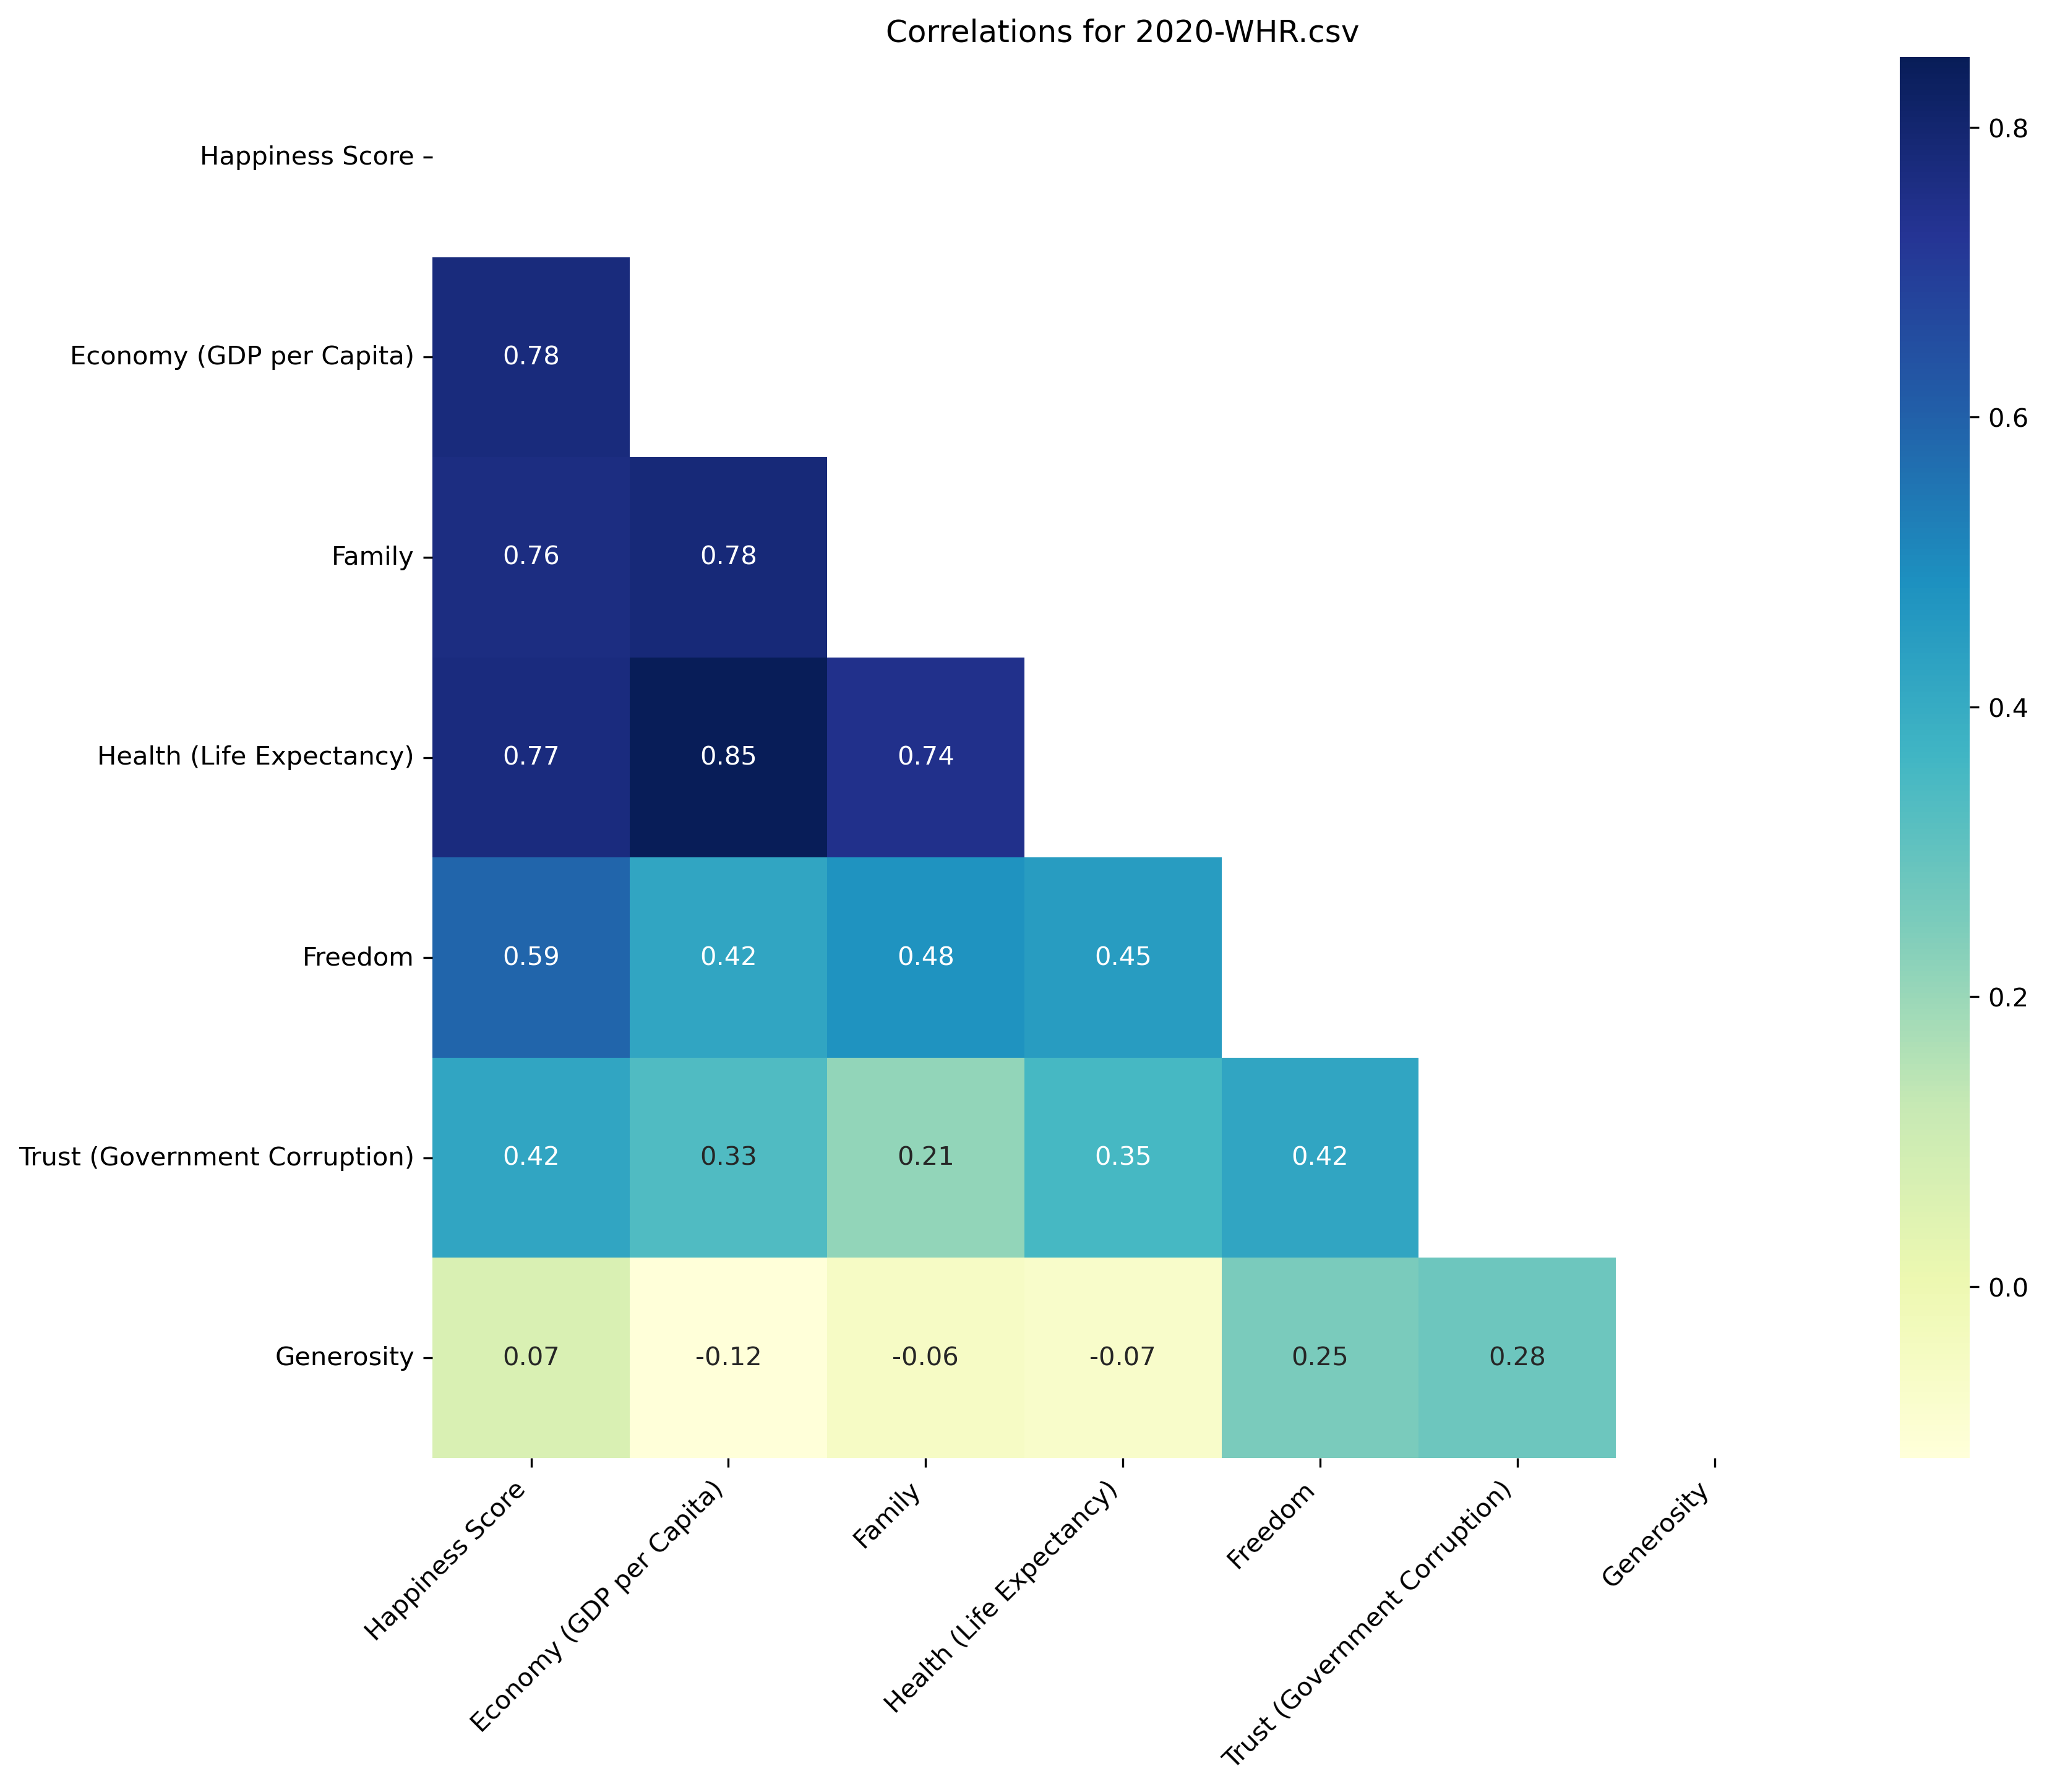 Correlations for 2020-WHR.csv
Happiness Score
Economy (GDP per Capita) 0.78
Family 0.76 0.78
Health (Life Expectancy) 0.77 0.85 0.74
Freedom 0.59 0.42 0.48 0.45
Trust (Government Corruption) 0.42 0.33 0.21 0.35 0.42
Generosity 0.07 -0.12 -0.06 -0.07 0.25 0.28
Happiness Score
Economy (GDP per Capita)
Family
Health (Life Expectancy)
Freedom
Trust (Government Corruption)
Generosity
0.8
0.6
0.4
0.2
0.0